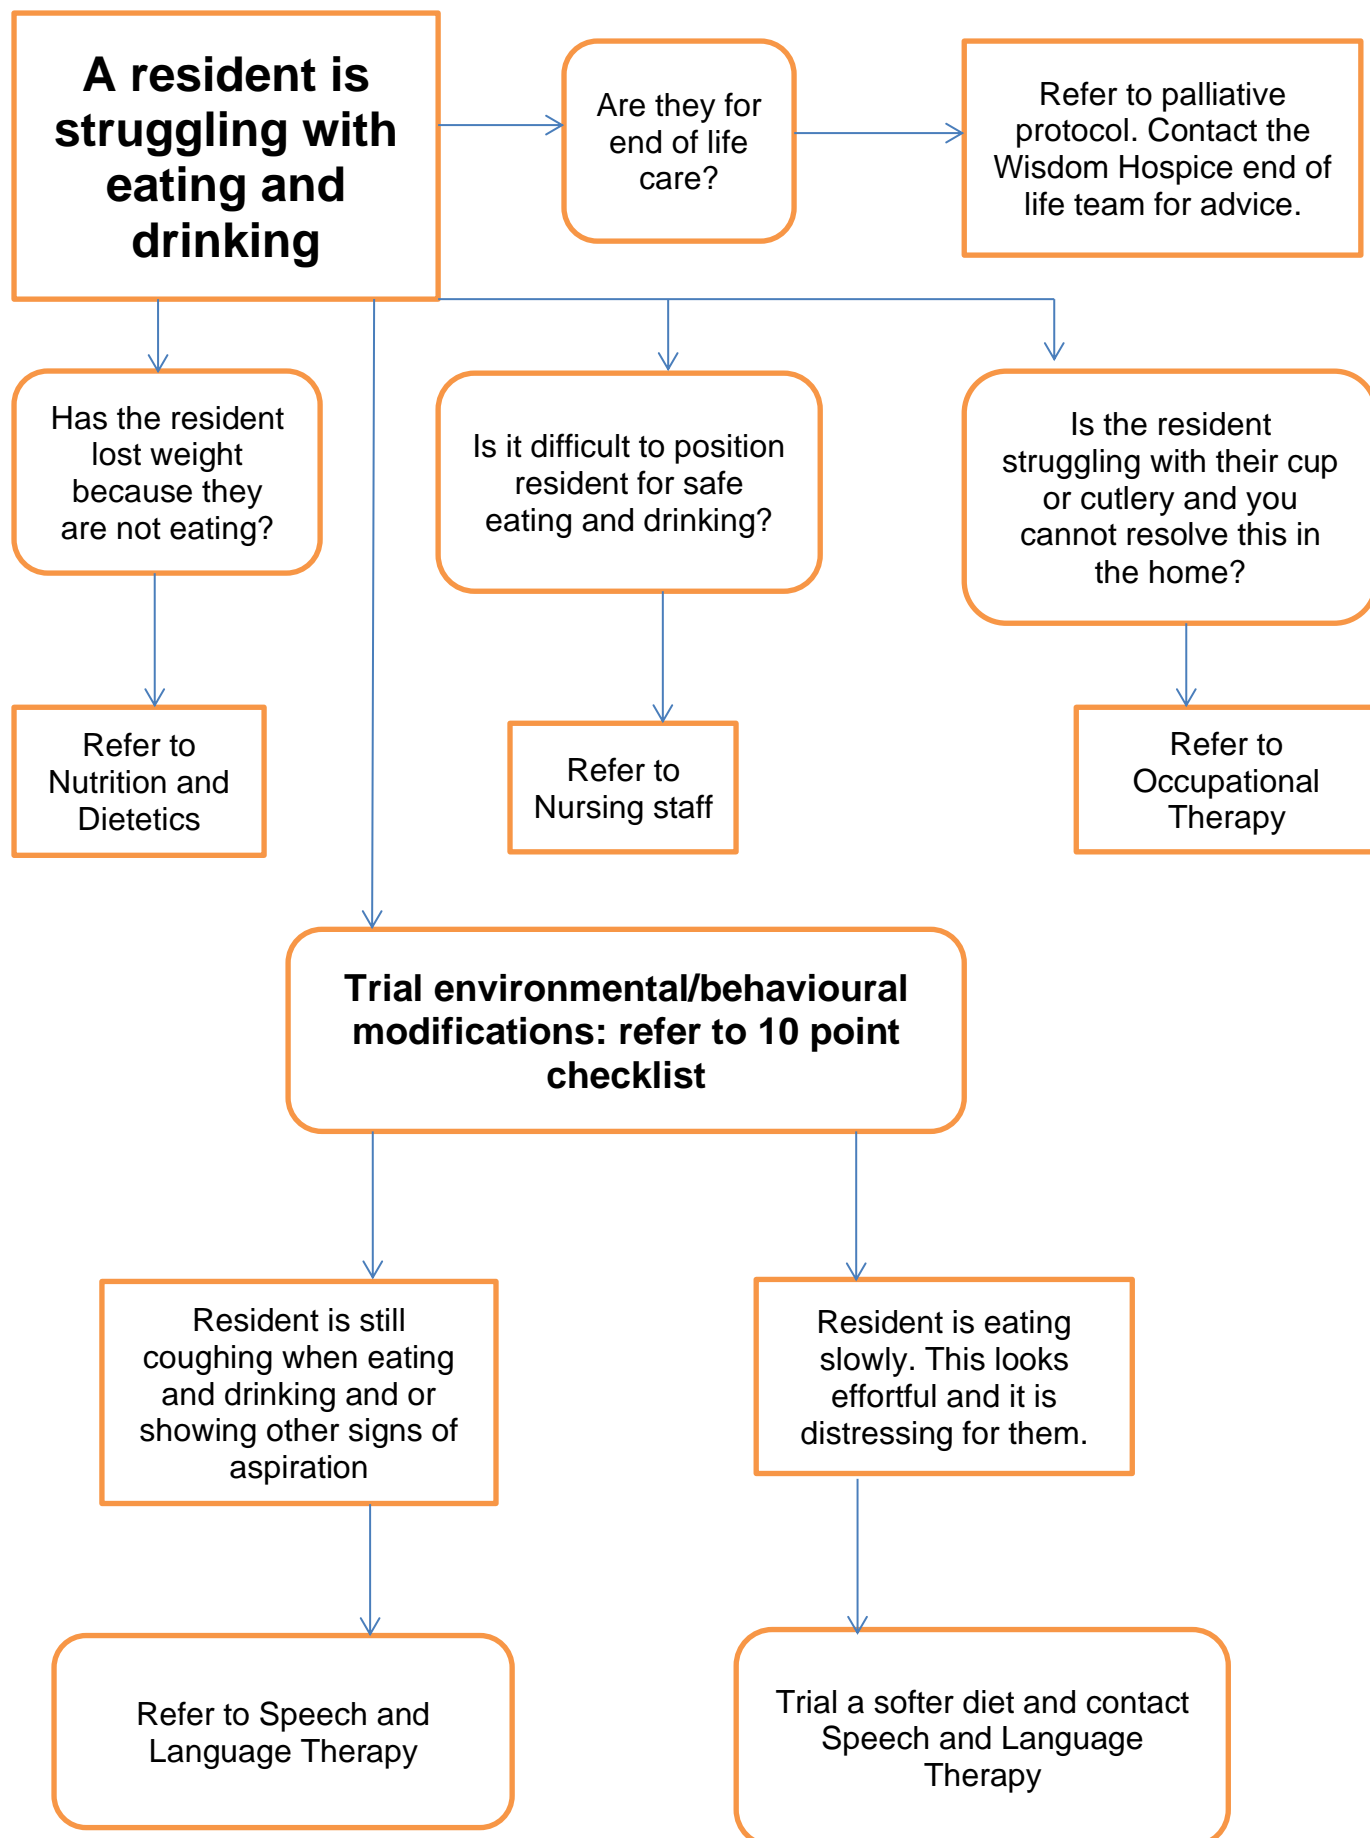 A resident is
struggling with
eating and
drinking
Are they for
end of life
care?
Refer to palliative
protocol. Contact the
Wisdom Hospice end of
life team for advice.
Has the resident
lost weight
because they
are not eating?
Is it difficult to position
resident for safe
eating and drinking?
Is the resident
struggling with their cup
or cutlery and you
cannot resolve this in
the home?
Refer to
Nutrition and
Dietetics
Refer to
Nursing staff
Refer to
Occupational
Therapy
Trial environmental/behavioural
modifications: refer to 10 point
checklist
Resident is still
coughing when eating
and drinking and or
showing other signs of
aspiration
Resident is eating
slowly. This looks
effortful and it is
distressing for them.
Refer to Speech and
Language Therapy
Trial a softer diet and contact
Speech and Language
Therapy